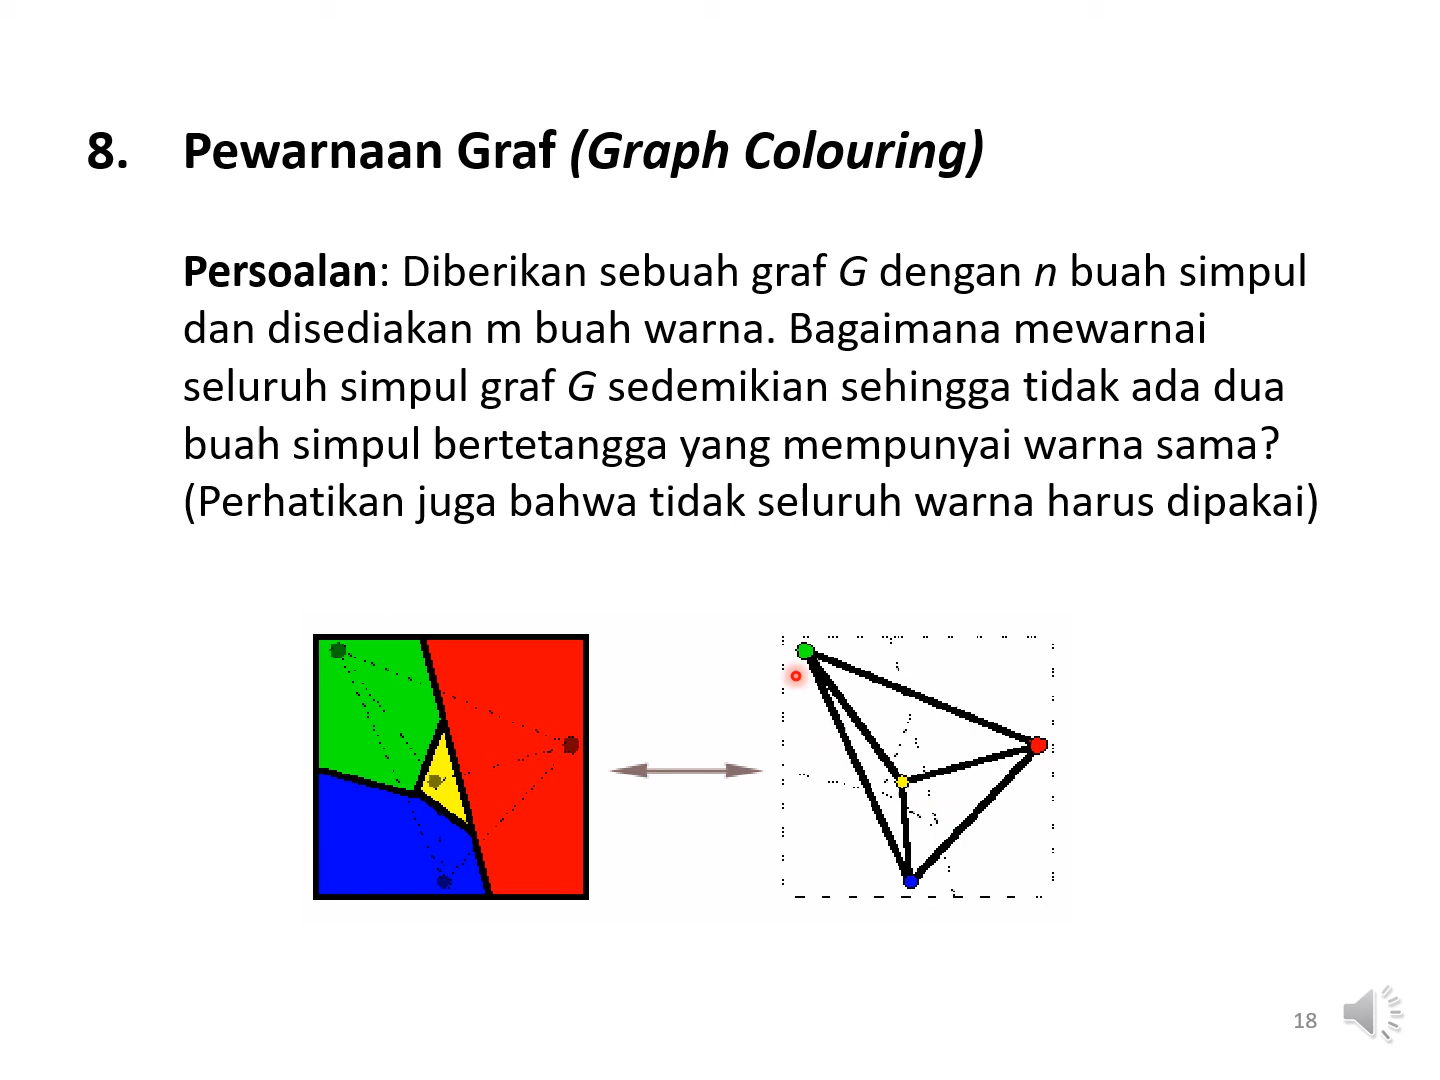 8. Pewarnaan Graf (Graph Colouring)
Persoalan: Diberikan sebuah graf G dengan n buah simpul
dan disediakan m buah warna. Bagaimana mewarnai
seluruh simpul graf G sedemikian sehingga tidak ada dua
buah simpul bertetangga yang mempunyai warna sama?
(Perhatikan juga bahwa tidak seluruh warna harus dipakai)
18